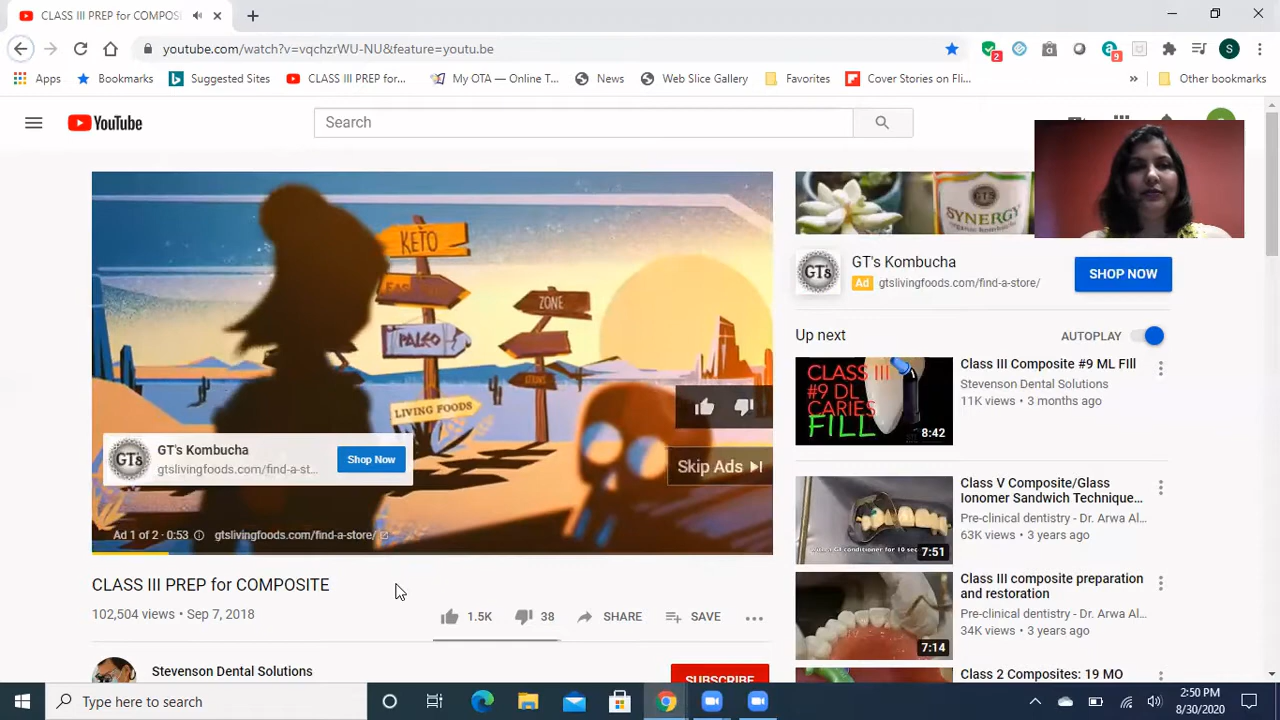 CLASS III PREP for COMPOS
youtube.com/watch?v=vqchzrWU-NU&feature=youtu.be
2
9
S
Apps
Bookmarks
Suggested Sites
CLASS III PREP for...
My OTA — Online T...
News
Web Slice Gallery
Favorites
Cover Stories on Fli...
»
Other bookmarks
YouTube
Search
KETO
ZONE
PALEO
LIVING FOODS
GT's
GT's Kombucha
gtslivingfoods.com/find-a-st...
Shop Now
Skip Ads
Ad 1 of 2 · 0:53
gtslivingfoods.com/find-a-store/
CLASS III PREP for COMPOSITE
102,504 views • Sep 7, 2018
1.5K
38
SHARE
SAVE
Stevenson Dental Solutions
SUBSCRIBE
GT's
SYNERGY
GT's
GT's Kombucha
Ad gtslivingfoods.com/find-a-store/
SHOP NOW
Up next
AUTOPLAY
CLASS III
#9 DL
CARIES
FILL
8:42
Class III Composite #9 ML FIll
Stevenson Dental Solutions
11K views • 3 months ago
7:51
Class V Composite/Glass
Ionomer Sandwich Technique...
Pre-clinical dentistry - Dr. Arwa Al...
63K views • 3 years ago
7:14
Class III composite preparation
and restoration
Pre-clinical dentistry - Dr. Arwa Al...
34K views • 3 years ago
Class 2 Composites: 19 MO
Type here to search
2:50 PM
8/30/2020